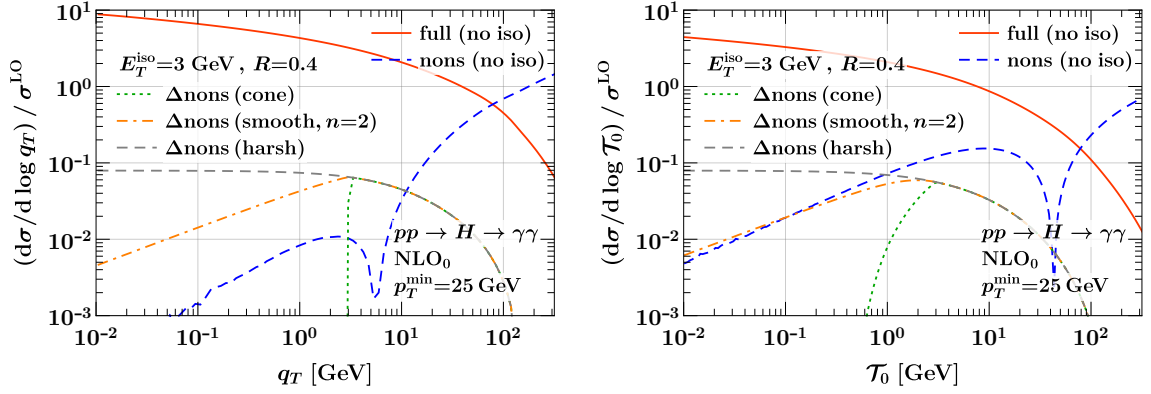 (dσ/d log q_T) / σ^LO
10^1
10^0
10^−1
10^−2
10^−3
full (no iso)
nons (no iso)
E_T^iso=3 GeV , R=0.4
Δnons (cone)
Δnons (smooth, n=2)
Δnons (harsh)
pp → H → γγ
NLO_0
p_T^min=25 GeV
10^−2 10^−1 10^0 10^1 10^2
q_T [GeV]
(dσ/d log 𝒯_0) / σ^LO
10^1
10^0
10^−1
10^−2
10^−3
full (no iso)
nons (no iso)
E_T^iso=3 GeV , R=0.4
Δnons (cone)
Δnons (smooth, n=2)
Δnons (harsh)
pp → H → γγ
NLO_0
p_T^min=25 GeV
10^−2 10^−1 10^0 10^1 10^2
𝒯_0 [GeV]